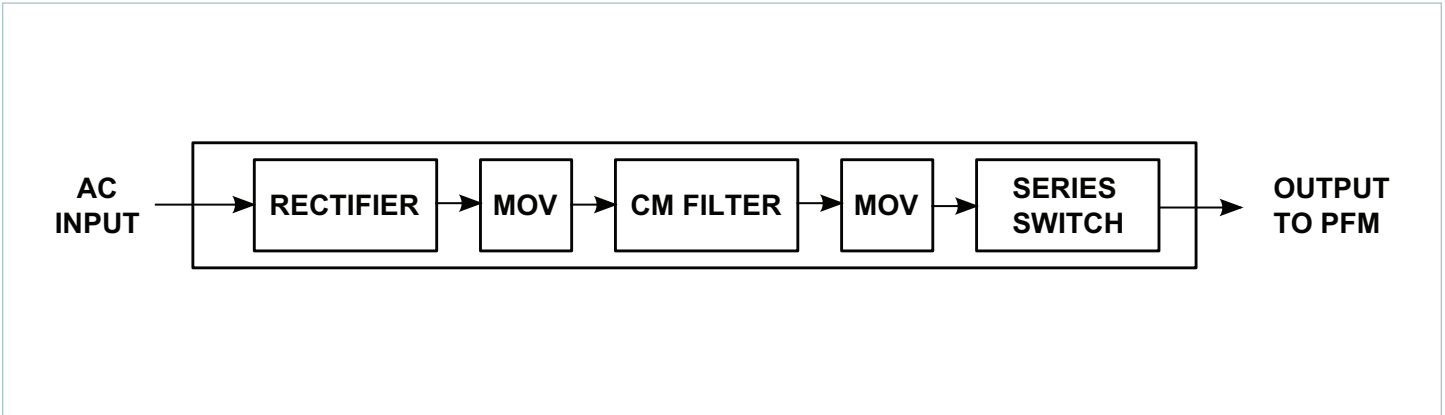 AC
INPUT
RECTIFIER
MOV
CM FILTER
MOV
SERIES
SWITCH
OUTPUT
TO PFM